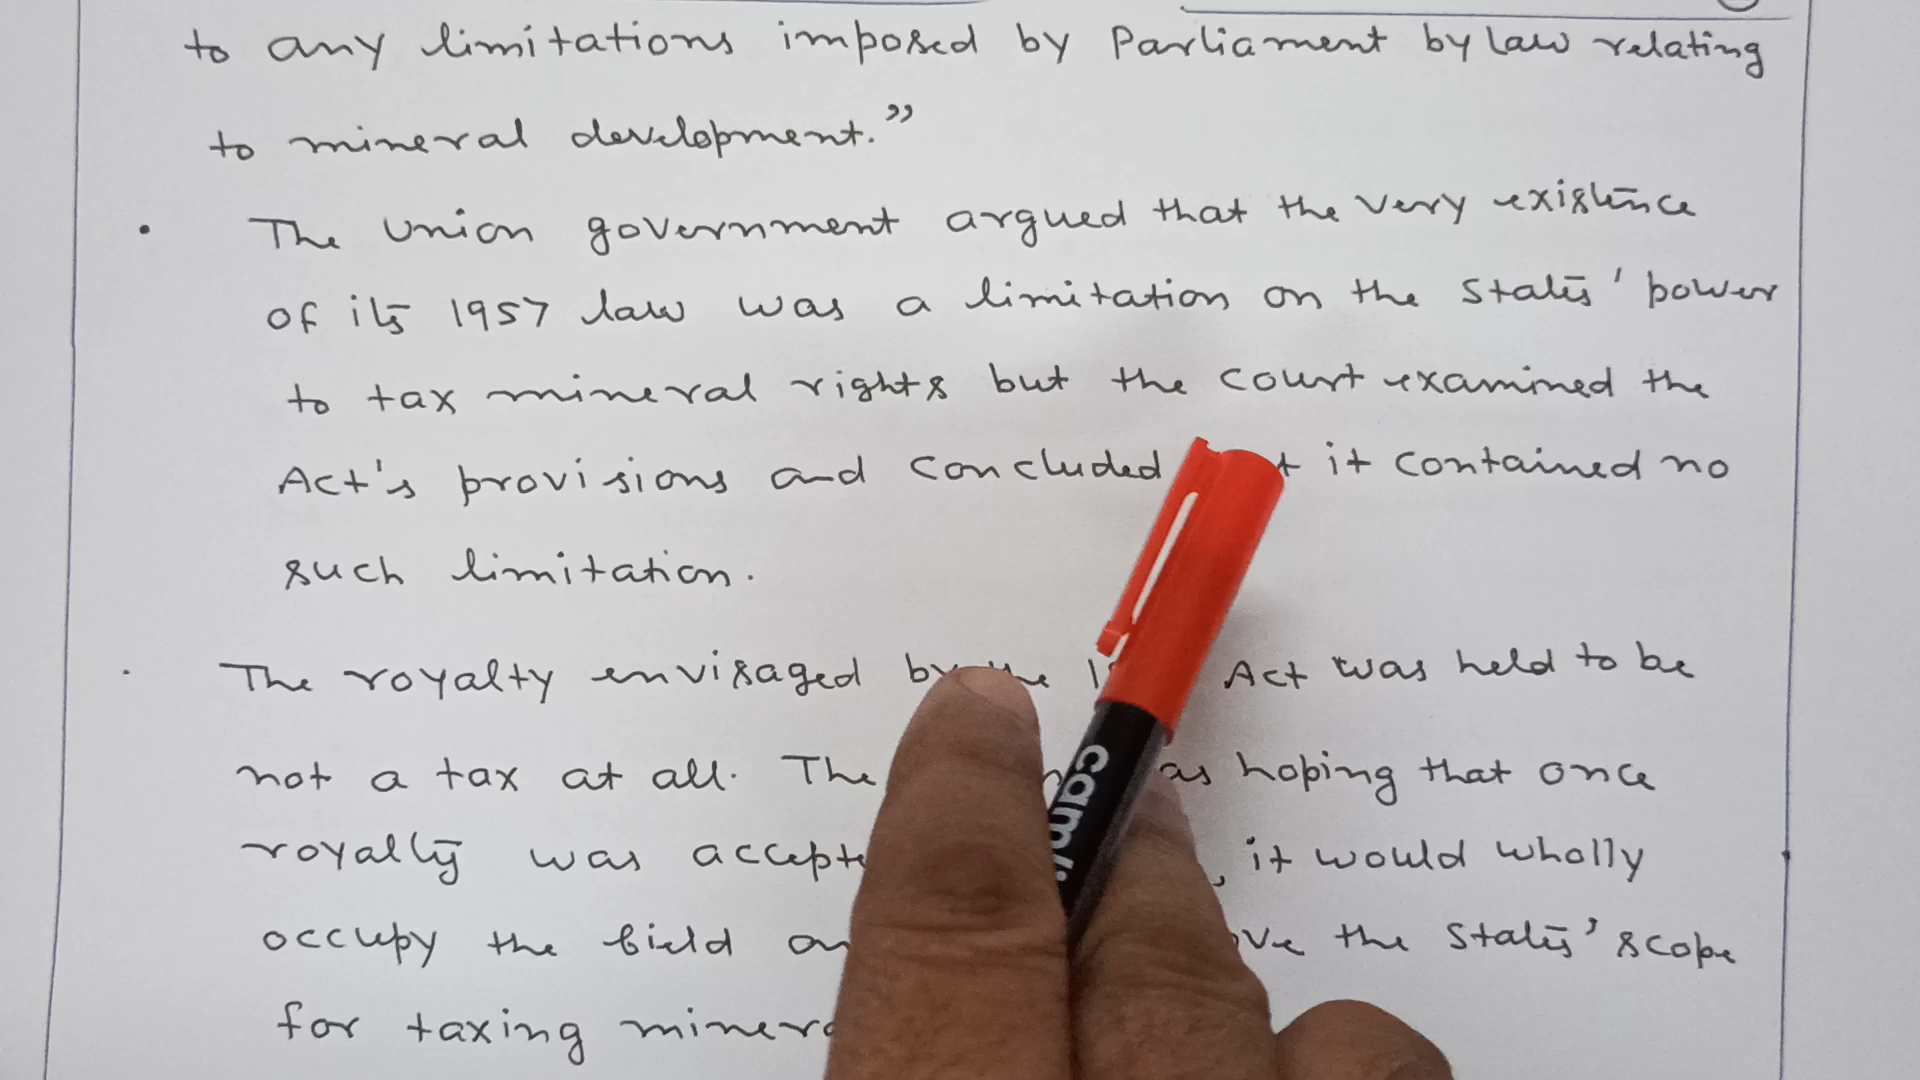 to any limitations imposed by Parliament by law relating
to mineral development.”
• The Union government argued that the very existence
of its 1957 law was a limitation on the States' power
to tax mineral rights but the court examined the
Act's provisions and concluded it contained no
such limitation.
• The royalty envisaged by the Act was held to be
not a tax at all. The hoping that once
royalty was it would wholly
occupy the field the States' scope
for taxing
camli